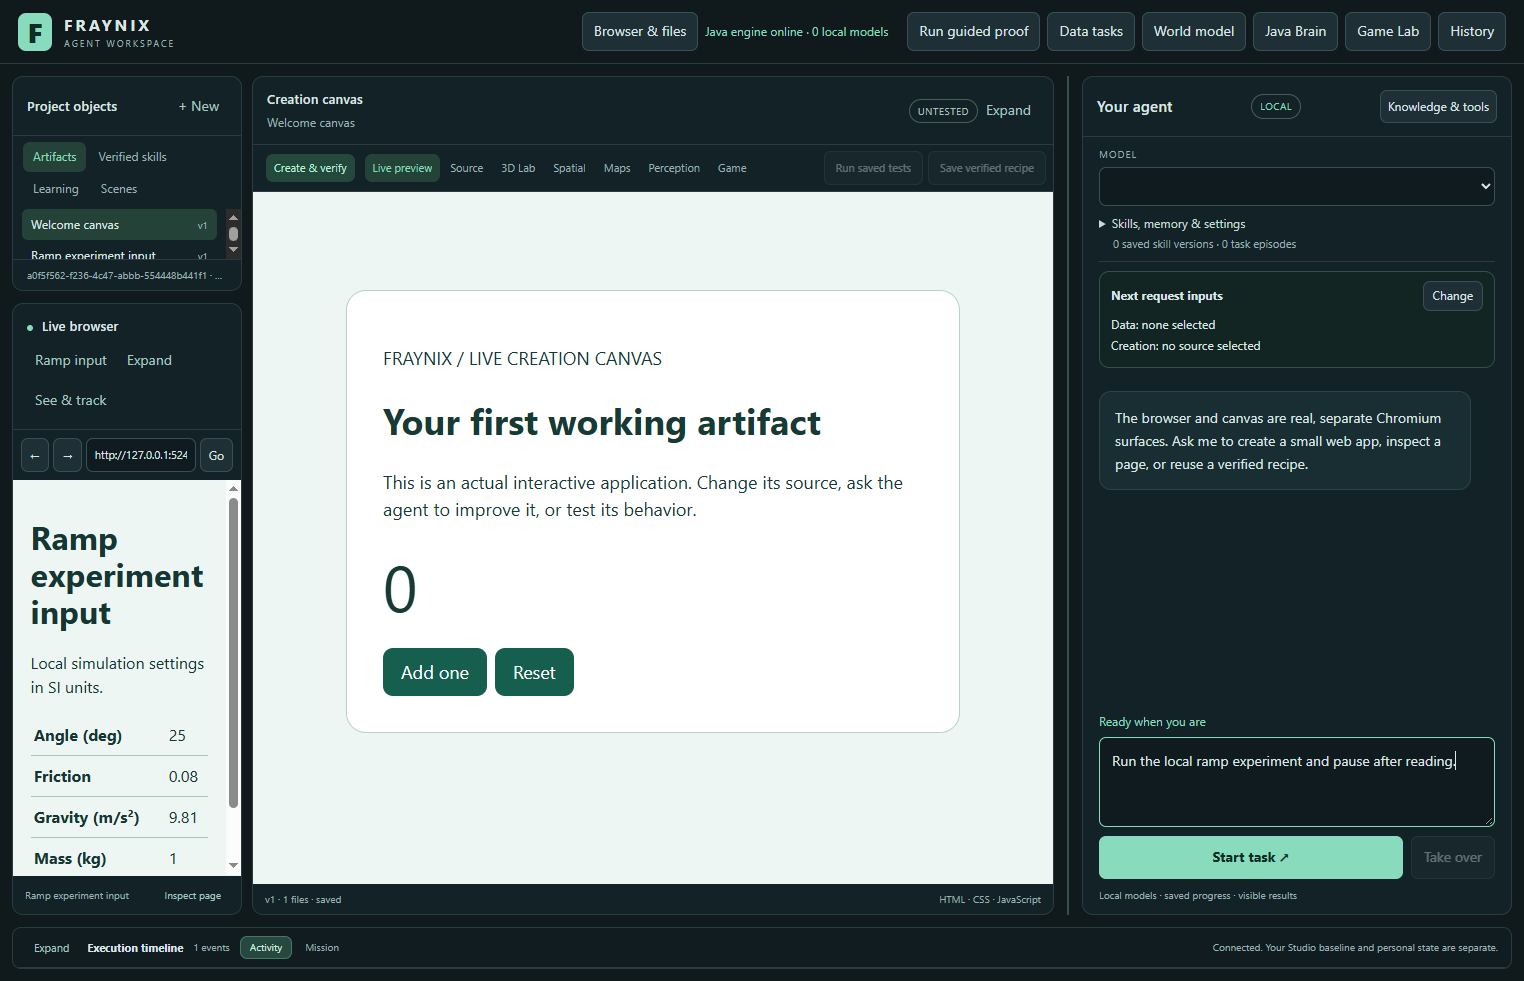 F FRAYNIX
AGENT WORKSPACE
Browser & files
Java engine online · 0 local models
Run guided proof
Data tasks
World model
Java Brain
Game Lab
History
Project objects
+ New
Artifacts
Verified skills
Learning
Scenes
Welcome canvas v1
Ramp experiment input v1
a0f5f562-f236-4c47-abbb-554448b441f1 · ...
Live browser
Ramp input
Expand
See & track
← → http://127.0.0.1:524 Go
Ramp
experiment
input
Local simulation settings
in SI units.
Angle (deg) 25
Friction 0.08
Gravity (m/s²) 9.81
Mass (kg) 1
Ramp experiment input
Inspect page
Creation canvas
Welcome canvas
UNTESTED
Expand
Create & verify
Live preview
Source
3D Lab
Spatial
Maps
Perception
Game
Run saved tests
Save verified recipe
FRAYNIX / LIVE CREATION CANVAS
Your first working artifact
This is an actual interactive application. Change its source, ask the
agent to improve it, or test its behavior.
0
Add one
Reset
v1 · 1 files · saved
HTML · CSS · JavaScript
Your agent
LOCAL
Knowledge & tools
MODEL
Skills, memory & settings
0 saved skill versions · 0 task episodes
Next request inputs
Change
Data: none selected
Creation: no source selected
The browser and canvas are real, separate Chromium
surfaces. Ask me to create a small web app, inspect a
page, or reuse a verified recipe.
Ready when you are
Run the local ramp experiment and pause after reading.
Start task ↗
Take over
Local models · saved progress · visible results
Expand
Execution timeline
1 events
Activity
Mission
Connected. Your Studio baseline and personal state are separate.